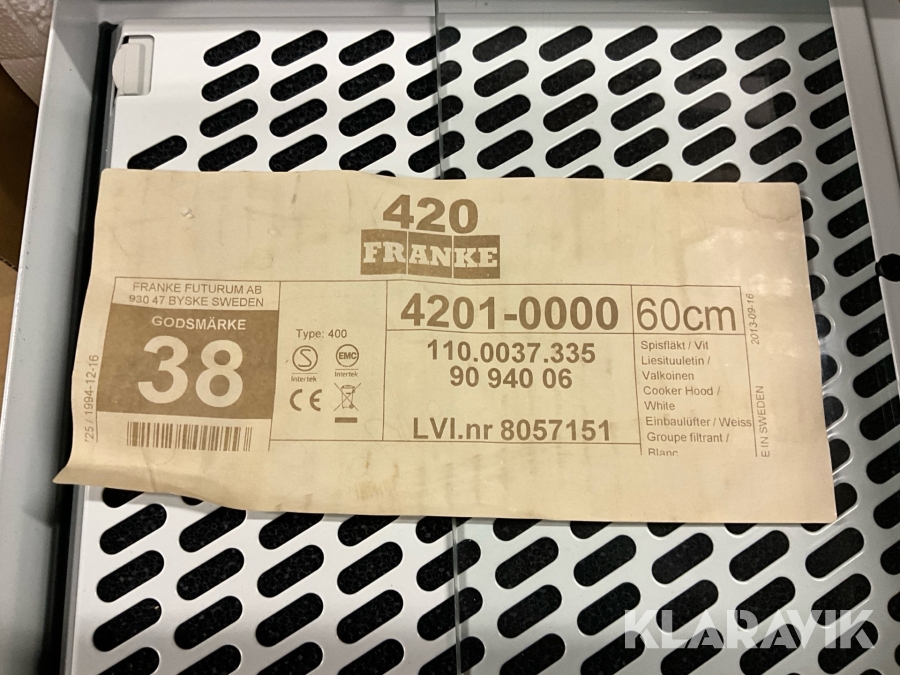 420
FRANKE
FRANKE FUTURUM AB
930 47 BYSKE SWEDEN
GODSMÄRKE
38
'25 / 1994-12-16
Type: 400
S
Intertek
EMC
Intertek
CE
4201-0000
60cm
110.0037.335
90 940 06
LVI.nr 8057151
Spisfläkt / Vit
Liesituuletin /
Valkoinen
Cooker Hood /
White
Einbaulüfter / Weiss
Groupe filtrant /
Blanc
2013-09-16
E IN SWEDEN
KLARAVIK